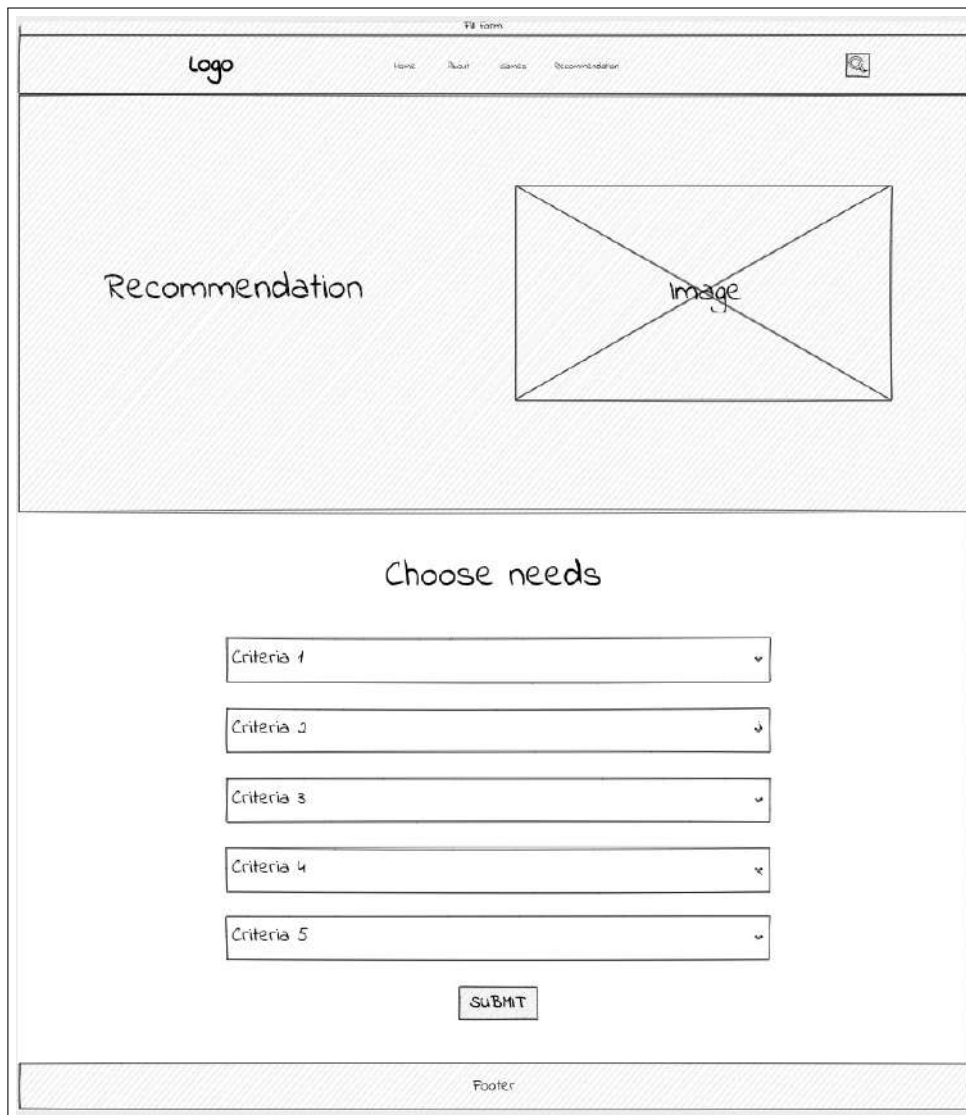 Fill Form
Logo Home About Games Recommendation
Recommendation
Image
Choose needs
Criteria 1
Criteria 2
Criteria 3
Criteria 4
Criteria 5
SUBMIT
Footer